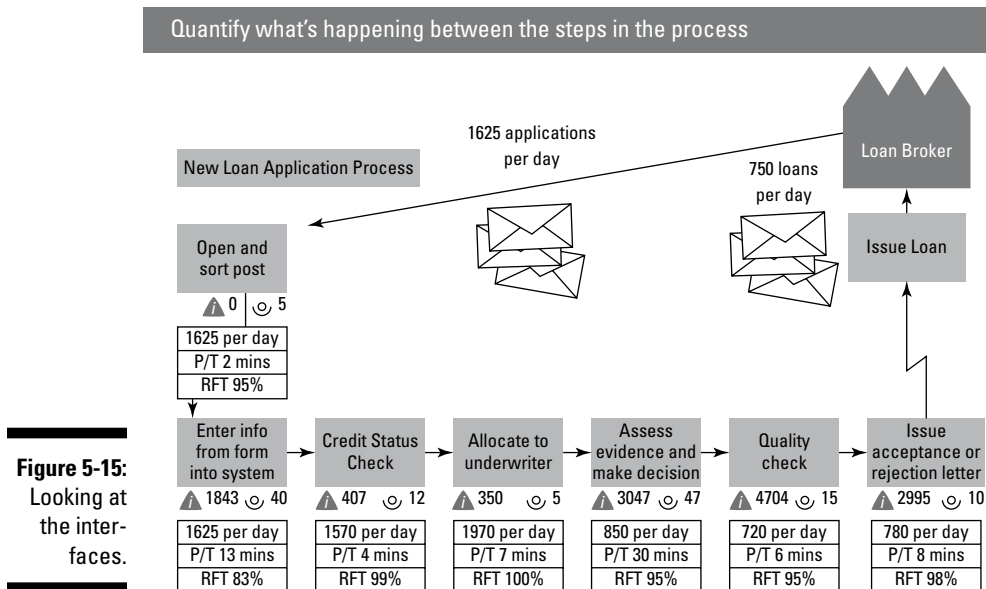 Quantify what's happening between the steps in the process
1625 applications
per day
Loan Broker
New Loan Application Process
750 loans
per day
Open and
sort post
Issue Loan
i 0 5
1625 per day
P/T 2 mins
RFT 95%
Enter info
from form
into system
i 1843 40
1625 per day
P/T 13 mins
RFT 83%
Credit Status
Check
i 407 12
1570 per day
P/T 4 mins
RFT 99%
Allocate to
underwriter
i 350 5
1970 per day
P/T 7 mins
RFT 100%
Assess
evidence and
make decision
i 3047 47
850 per day
P/T 30 mins
RFT 95%
Quality
check
i 4704 15
720 per day
P/T 6 mins
RFT 95%
Issue
acceptance or
rejection letter
i 2995 10
780 per day
P/T 8 mins
RFT 98%
Figure 5-15:
Looking at
the inter-
faces.